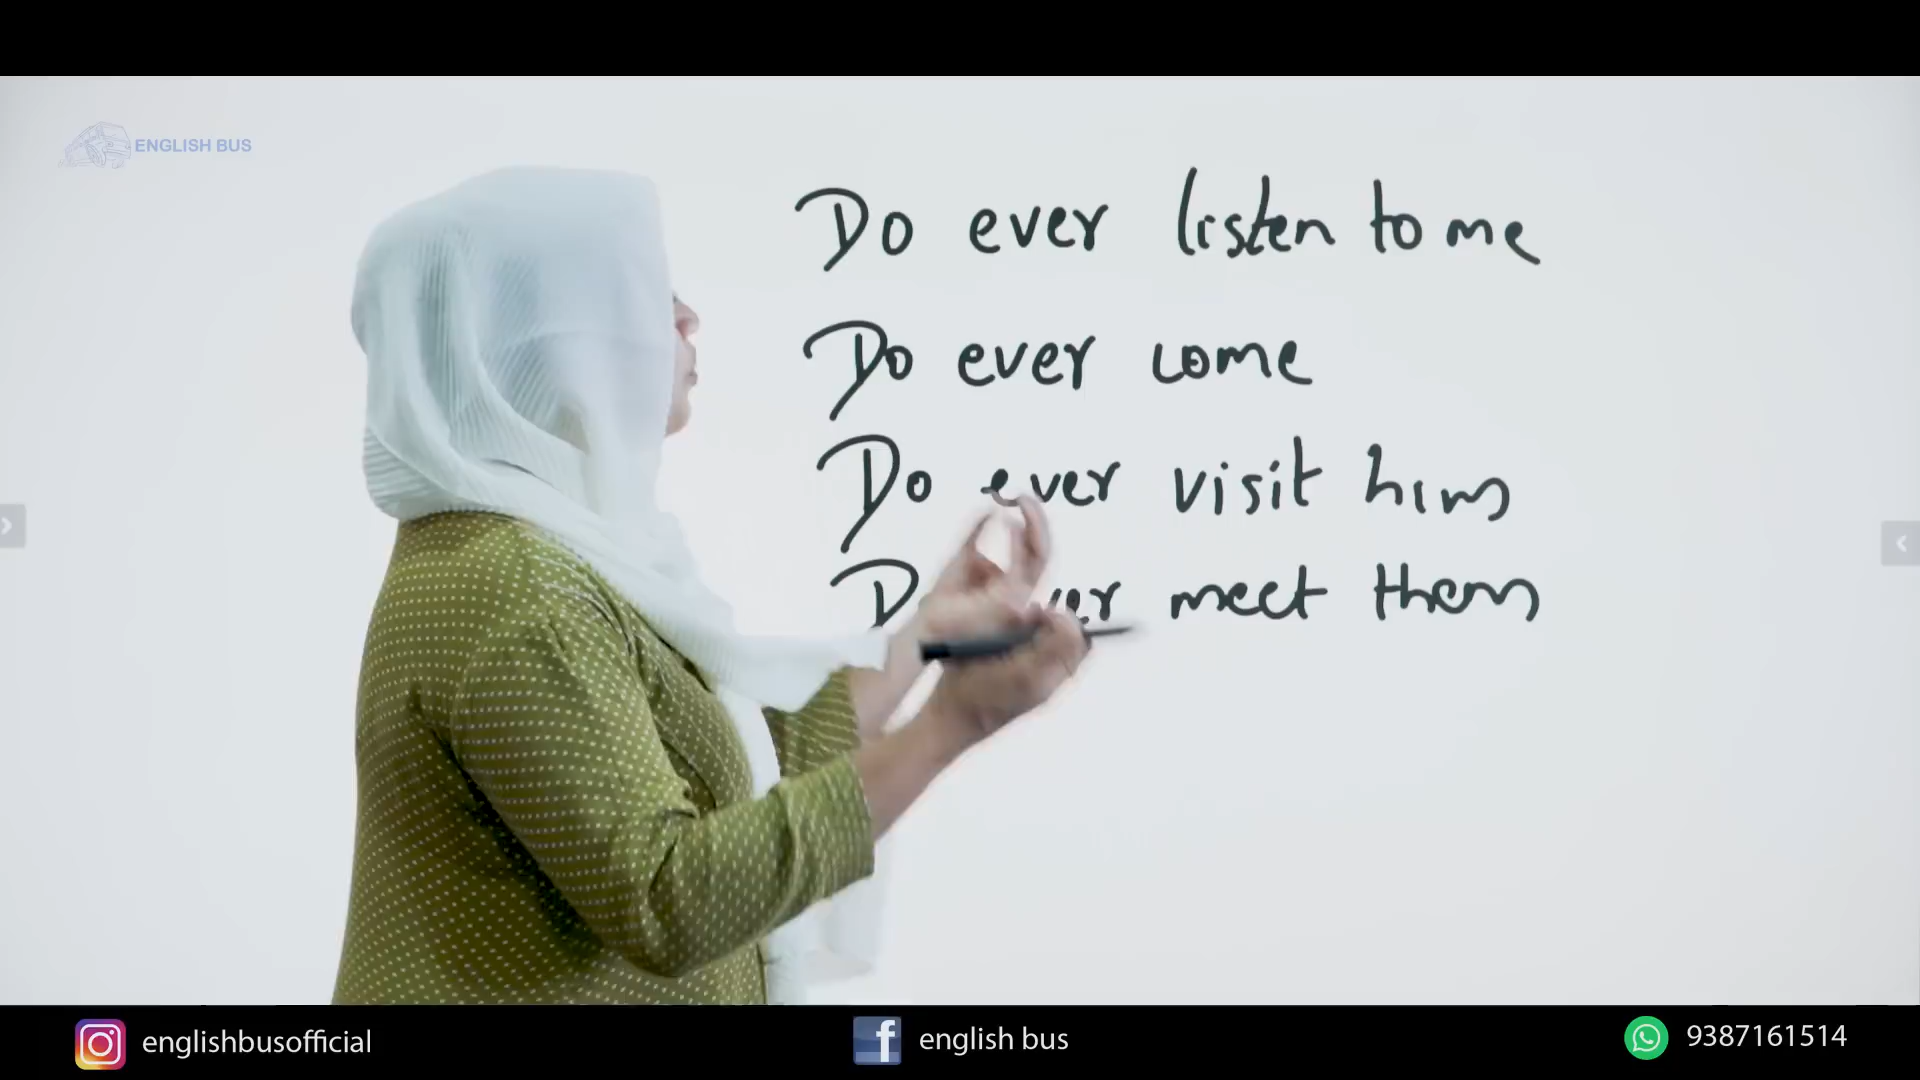 ENGLISH BUS
Do ever listen to me
Do ever come
Do ever visit him
meet them
englishbusofficial
english bus
9387161514